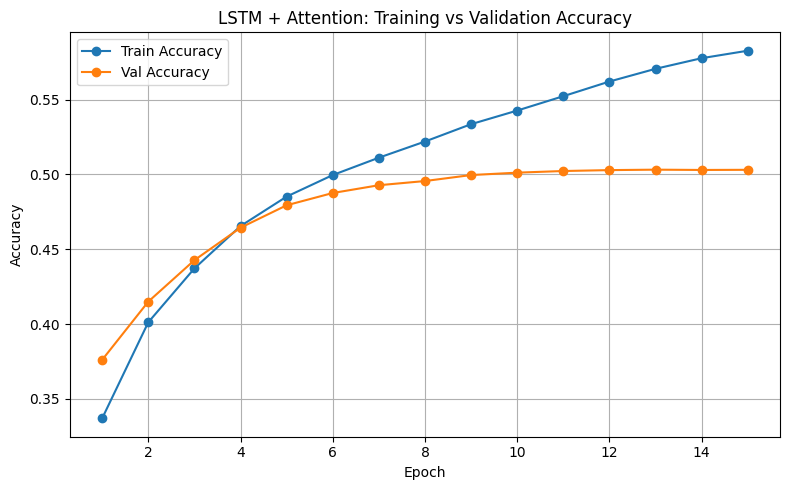 LSTM + Attention: Training vs Validation Accuracy
Train Accuracy
Val Accuracy
0.55
0.50
0.45
0.40
0.35
Accuracy
2 4 6 8 10 12 14
Epoch